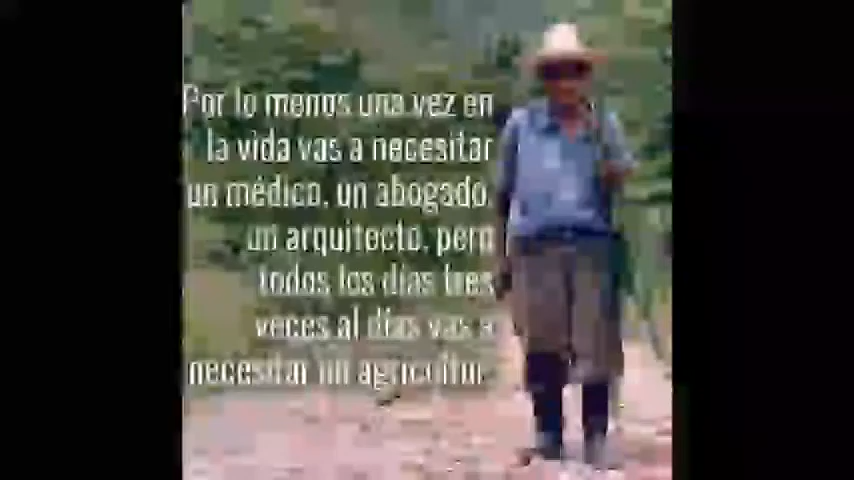 Por lo menos una vez en
la vida vas a necesitar
un médico, un abogado,
un arquitecto, pero
todos los días tres
veces al días vas a
necesitar un agricultor.